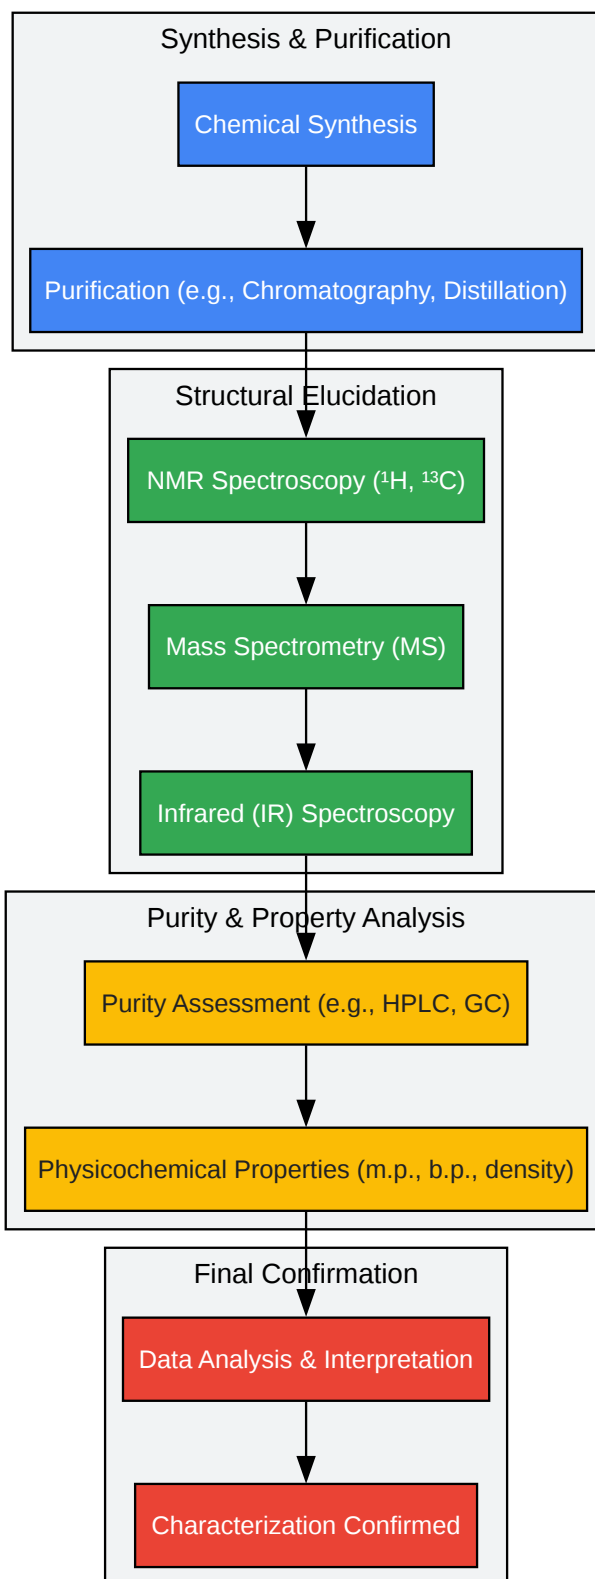 Synthesis & Purification
Chemical Synthesis
Purification (e.g., Chromatography, Distillation)
Structural Elucidation
NMR Spectroscopy (¹H, ¹³C)
Mass Spectrometry (MS)
Infrared (IR) Spectroscopy
Purity & Property Analysis
Purity Assessment (e.g., HPLC, GC)
Physicochemical Properties (m.p., b.p., density)
Final Confirmation
Data Analysis & Interpretation
Characterization Confirmed